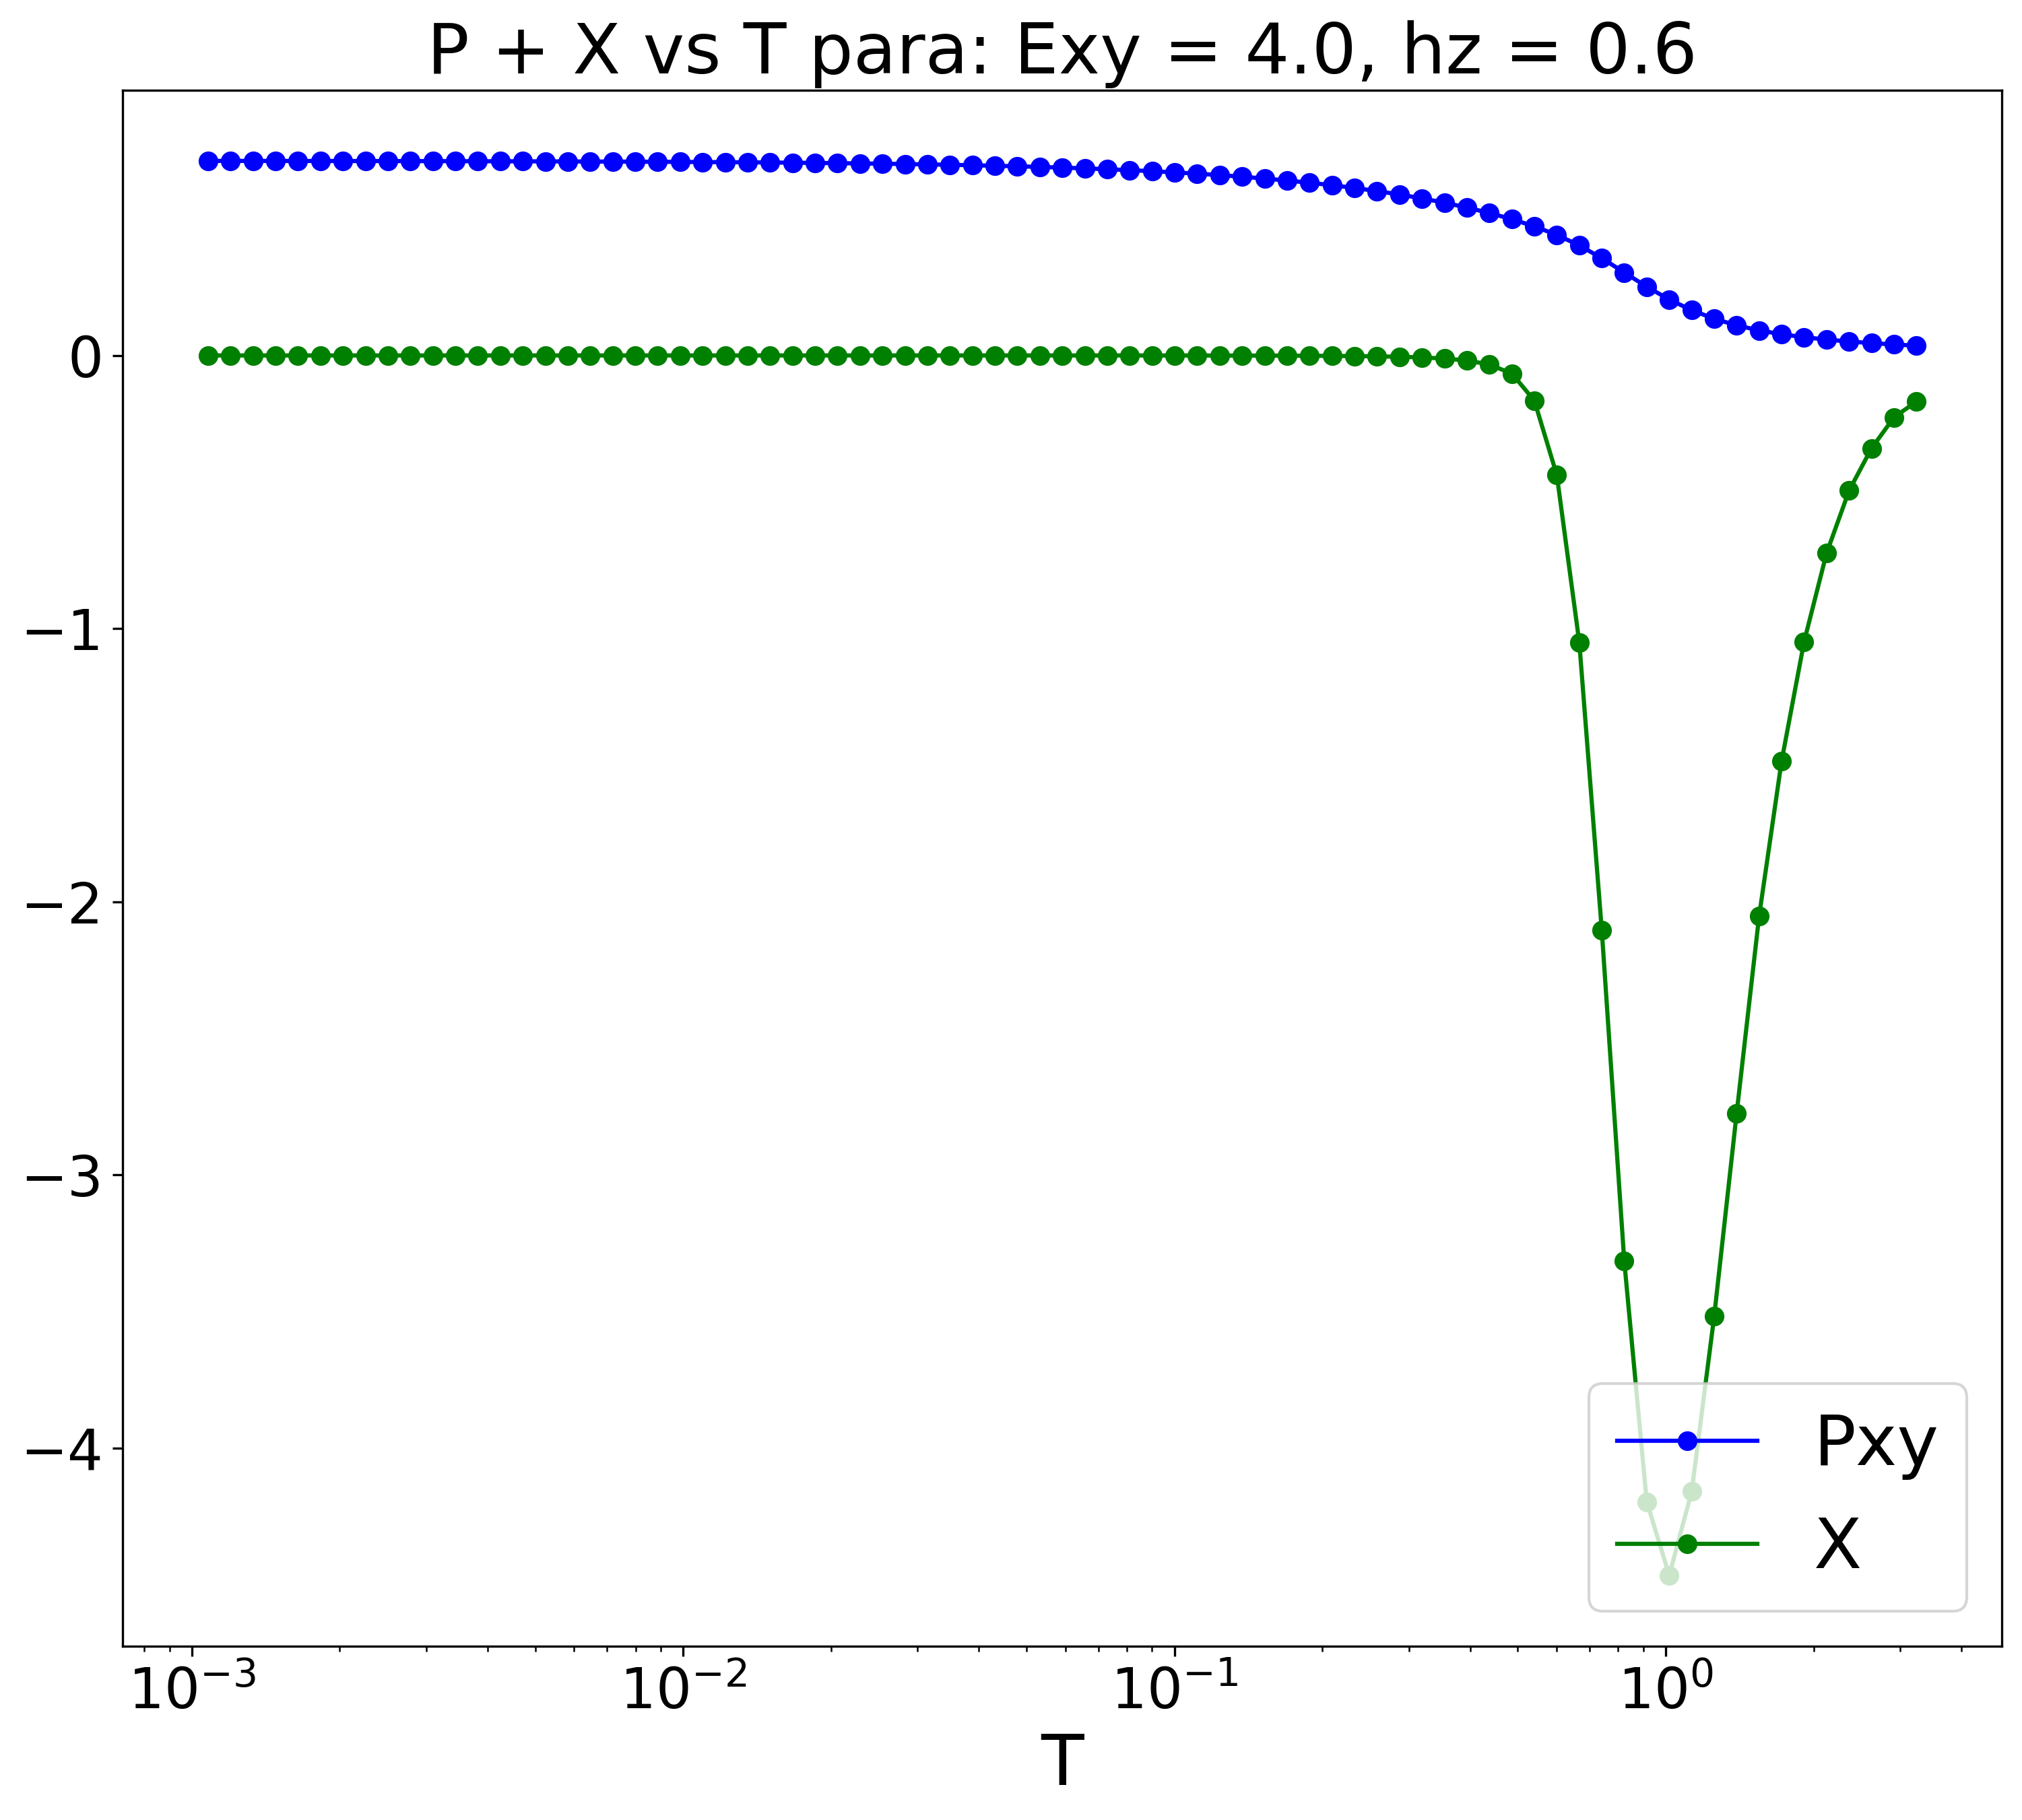 P + X vs T para: Exy = 4.0, hz = 0.6
0
−1
−2
−3
−4
Pxy
X
10⁻³ 10⁻² 10⁻¹ 10⁰
T